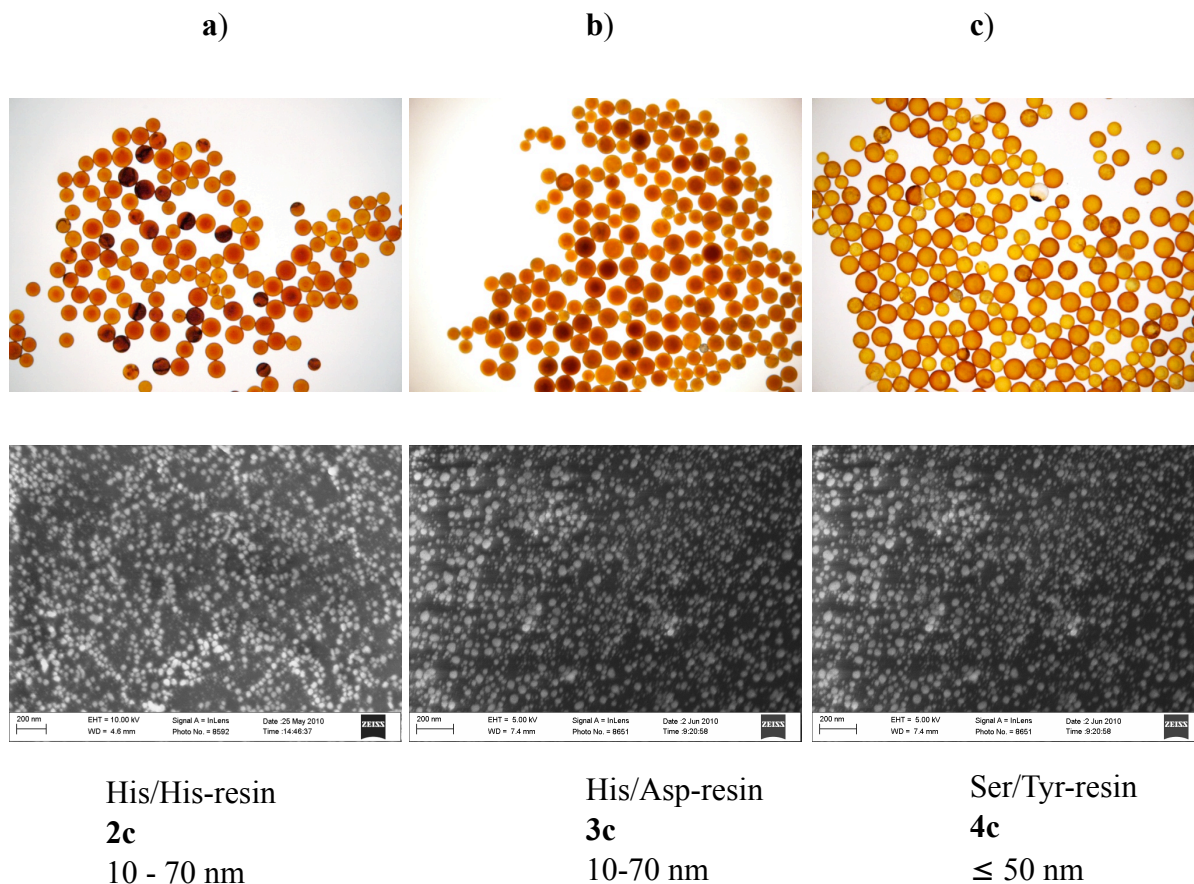 a) b) c)
200 nm EHT = 10.00 kV Signal A = InLens Date :25 May 2010 ZEISS
WD = 4.6 mm Photo No. = 8592 Time :14:46:37
200 nm EHT = 5.00 kV Signal A = InLens Date :2 Jun 2010 ZEISS
WD = 7.4 mm Photo No. = 8651 Time :9:20:58
200 nm EHT = 5.00 kV Signal A = InLens Date :2 Jun 2010 ZEISS
WD = 7.4 mm Photo No. = 8651 Time :9:20:58
His/His-resin
2c
10 - 70 nm
His/Asp-resin
3c
10-70 nm
Ser/Tyr-resin
4c
≤ 50 nm